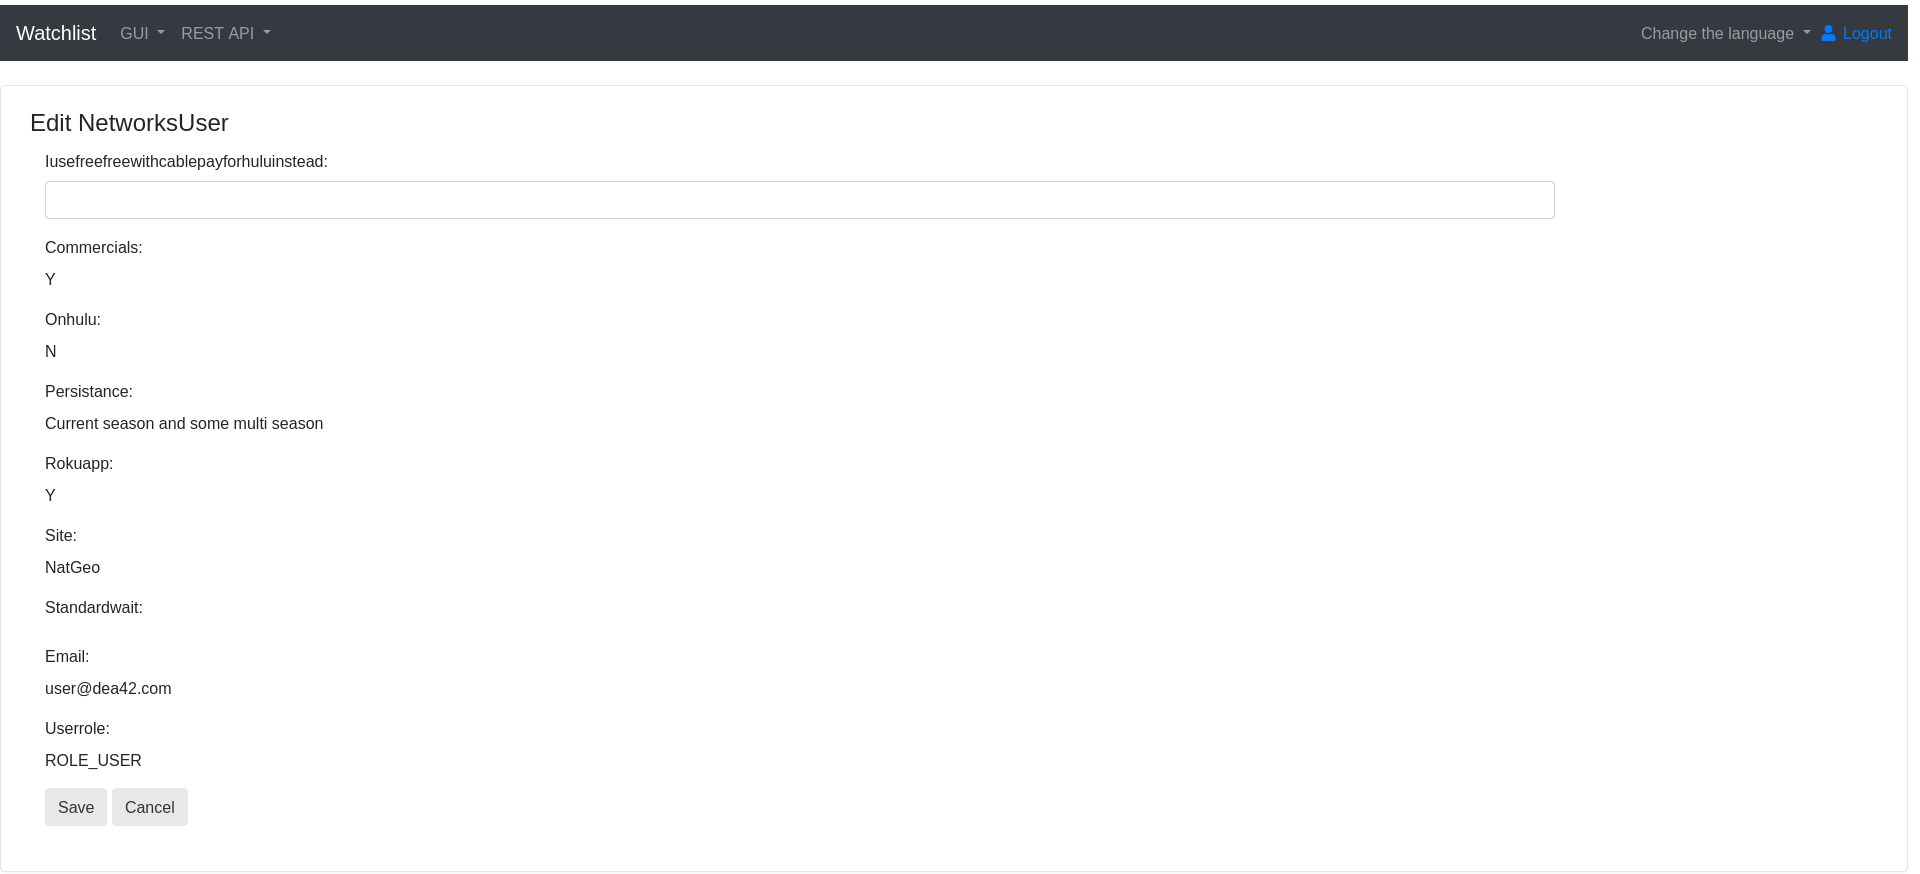 Watchlist GUI REST API Change the language Logout
Edit NetworksUser
Iusefreefreewithcablepayforhuluinstead:
Commercials:
Y
Onhulu:
N
Persistance:
Current season and some multi season
Rokuapp:
Y
Site:
NatGeo
Standardwait:
Email:
user@dea42.com
Userrole:
ROLE_USER
Save Cancel